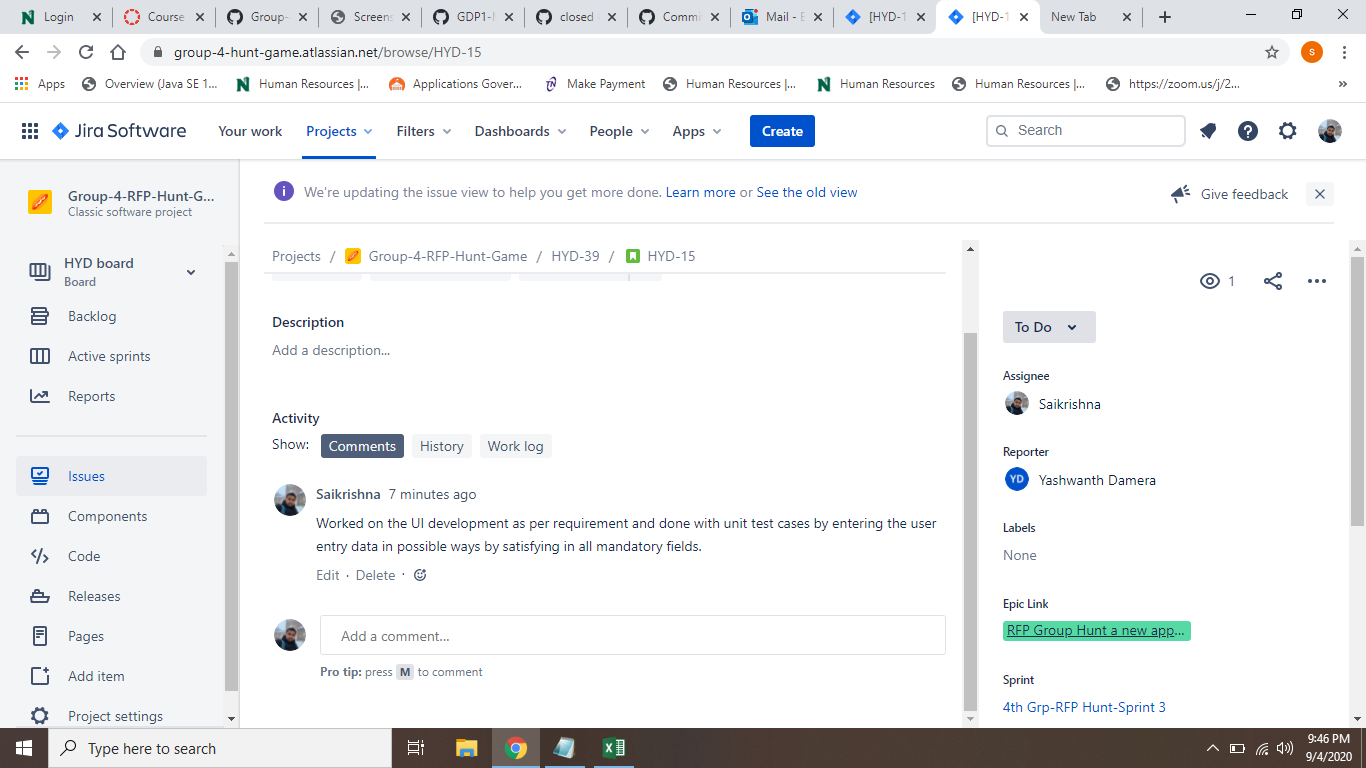 Login
Course
Group-
Screens
GDP1-
closed
Commi
Mail - E
[HYD-1
[HYD-1
New Tab
group-4-hunt-game.atlassian.net/browse/HYD-15
S
Apps
Overview (Java SE 1...
Human Resources |...
Applications Gover...
Make Payment
Human Resources |...
Human Resources
Human Resources |...
https://zoom.us/j/2...
Jira Software
Your work
Projects
Filters
Dashboards
People
Apps
Create
Search
Group-4-RFP-Hunt-G...
Classic software project
HYD board
Board
Backlog
Active sprints
Reports
Issues
Components
Code
Releases
Pages
Add item
Project settings
We're updating the issue view to help you get more done. Learn more or See the old view
Give feedback
Projects / Group-4-RFP-Hunt-Game / HYD-39 / HYD-15
Description
Add a description...
Activity
Show: Comments History Work log
Saikrishna 7 minutes ago
Worked on the UI development as per requirement and done with unit test cases by entering the user
entry data in possible ways by satisfying in all mandatory fields.
Edit · Delete ·
Add a comment...
Pro tip: press M to comment
1
To Do
Assignee
Saikrishna
Reporter
YD Yashwanth Damera
Labels
None
Epic Link
RFP Group Hunt a new app...
Sprint
4th Grp-RFP Hunt-Sprint 3
Type here to search
9:46 PM
9/4/2020